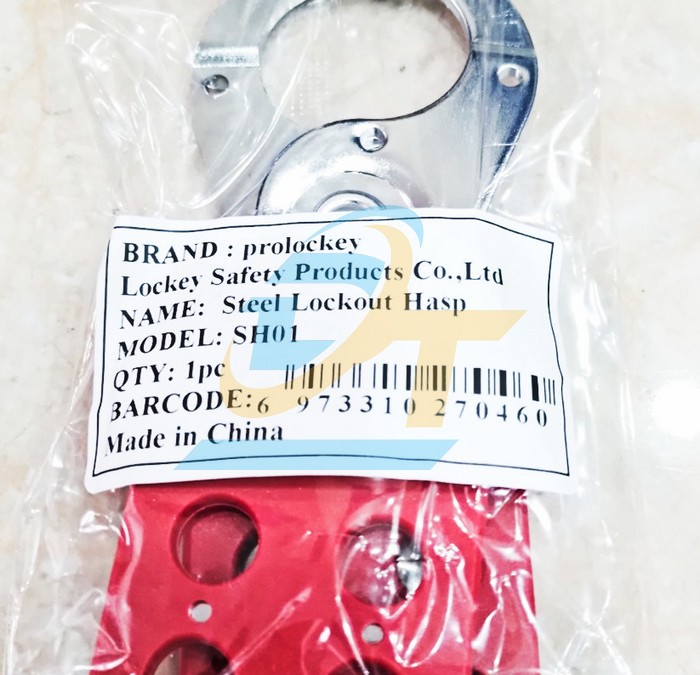 BRAND : prolockey
Lockey Safety Products Co.,Ltd
NAME: Steel Lockout Hasp
MODEL: SH01
QTY: 1pc
BARCODE: 6 973310 270460
Made in China